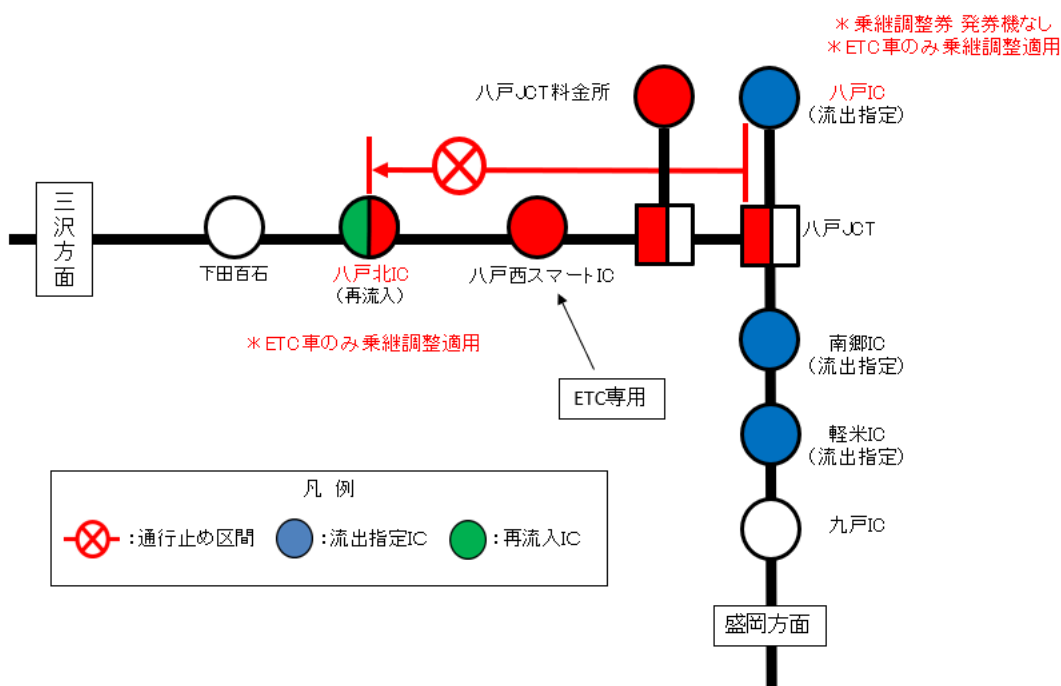 ＊乗継調整券 発券機なし
＊ETC車のみ乗継調整適用
八戸JCT料金所
八戸IC
(流出指定)
三沢方面
八戸JCT
下田百石
八戸北IC
(再流入)
八戸西スマートIC
＊ETC車のみ乗継調整適用
南郷IC
(流出指定)
ETC専用
軽米IC
(流出指定)
凡 例
：通行止め区間
：流出指定IC
：再流入IC
九戸IC
盛岡方面